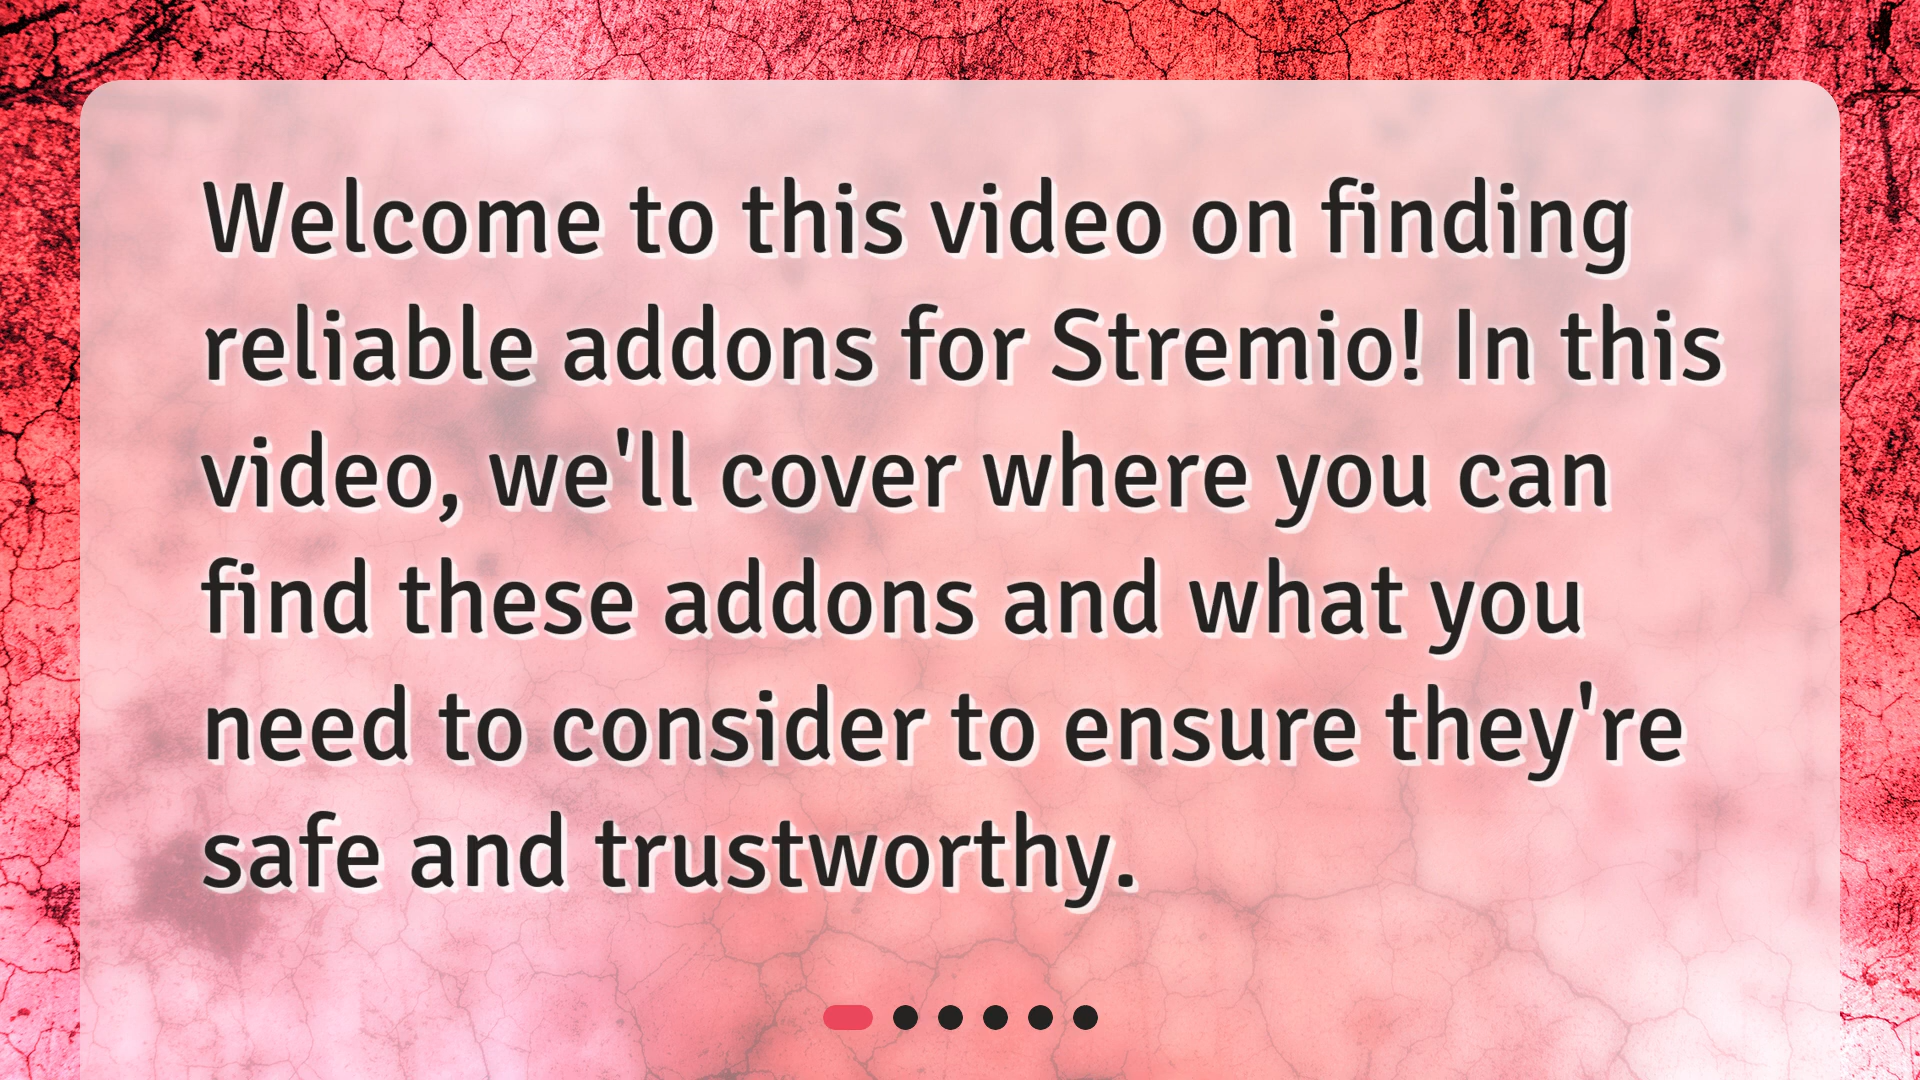 Welcome to this video on finding
reliable addons for Stremio! In this
video, we'll cover where you can
find these addons and what you
need to consider to ensure they're
safe and trustworthy.